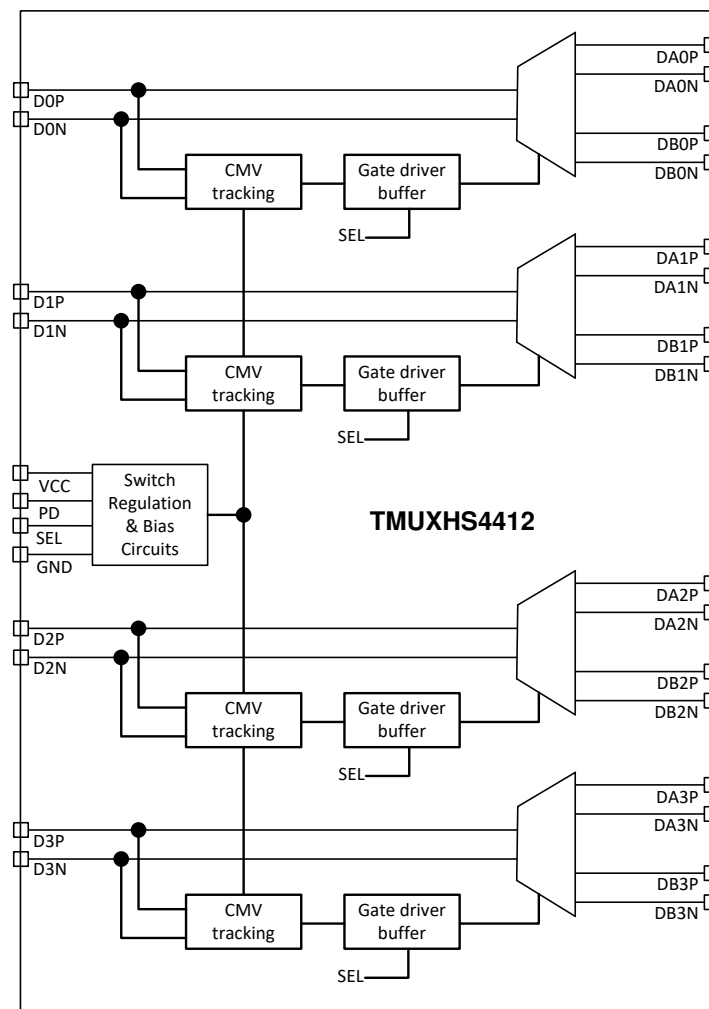 DA0P
DA0N
D0P
D0N
DB0P
DB0N
CMV
tracking
Gate driver
buffer
SEL
DA1P
DA1N
D1P
D1N
DB1P
DB1N
CMV
tracking
Gate driver
buffer
SEL
VCC
PD
SEL
GND
Switch
Regulation
& Bias
Circuits
TMUXHS4412
DA2P
DA2N
D2P
D2N
DB2P
DB2N
CMV
tracking
Gate driver
buffer
SEL
DA3P
DA3N
D3P
D3N
DB3P
DB3N
CMV
tracking
Gate driver
buffer
SEL